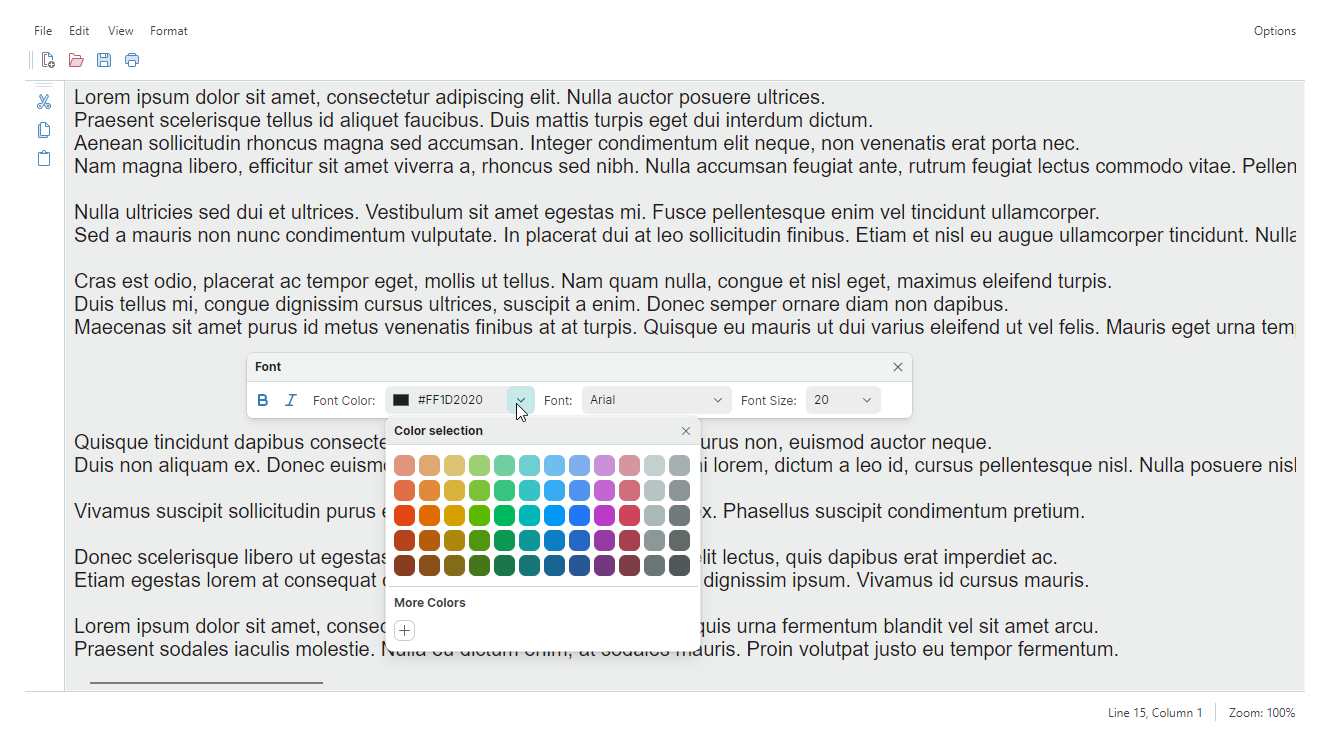 File Edit View Format Options
Lorem ipsum dolor sit amet, consectetur adipiscing elit. Nulla auctor posuere ultrices.
Praesent scelerisque tellus id aliquet faucibus. Duis mattis turpis eget dui interdum dictum.
Aenean sollicitudin rhoncus magna sed accumsan. Integer condimentum elit neque, non venenatis erat porta nec.
Nam magna libero, efficitur sit amet viverra a, rhoncus sed nibh. Nulla accumsan feugiat ante, rutrum feugiat lectus commodo vitae. Pellen
Nulla ultricies sed dui et ultrices. Vestibulum sit amet egestas mi. Fusce pellentesque enim vel tincidunt ullamcorper.
Sed a mauris non nunc condimentum vulputate. In placerat dui at leo sollicitudin finibus. Etiam et nisl eu augue ullamcorper tincidunt. Nulla
Cras est odio, placerat ac tempor eget, mollis ut tellus. Nam quam nulla, congue et nisl eget, maximus eleifend turpis.
Duis tellus mi, congue dignissim cursus ultrices, suscipit a enim. Donec semper ornare diam non dapibus.
Maecenas sit amet purus id metus venenatis finibus at at turpis. Quisque eu mauris ut dui varius eleifend ut vel felis. Mauris eget urna tem
Font
B I Font Color: #FF1D2020 Font: Arial Font Size: 20
Color selection
More Colors
Quisque tincidunt dapibus consecte urus non, euismod auctor neque.
Duis non aliquam ex. Donec euism i lorem, dictum a leo id, cursus pellentesque nisl. Nulla posuere nisl
Vivamus suscipit sollicitudin purus e x. Phasellus suscipit condimentum pretium.
Donec scelerisque libero ut egestas elit lectus, quis dapibus erat imperdiet ac.
Etiam egestas lorem at consequat dignissim ipsum. Vivamus id cursus mauris.
Lorem ipsum dolor sit amet, consec quis urna fermentum blandit vel sit amet arcu.
Praesent sodales iaculis molestie. Nulla eu dictum enim, at sodales mauris. Proin volutpat justo eu tempor fermentum.
Line 15, Column 1 Zoom: 100%